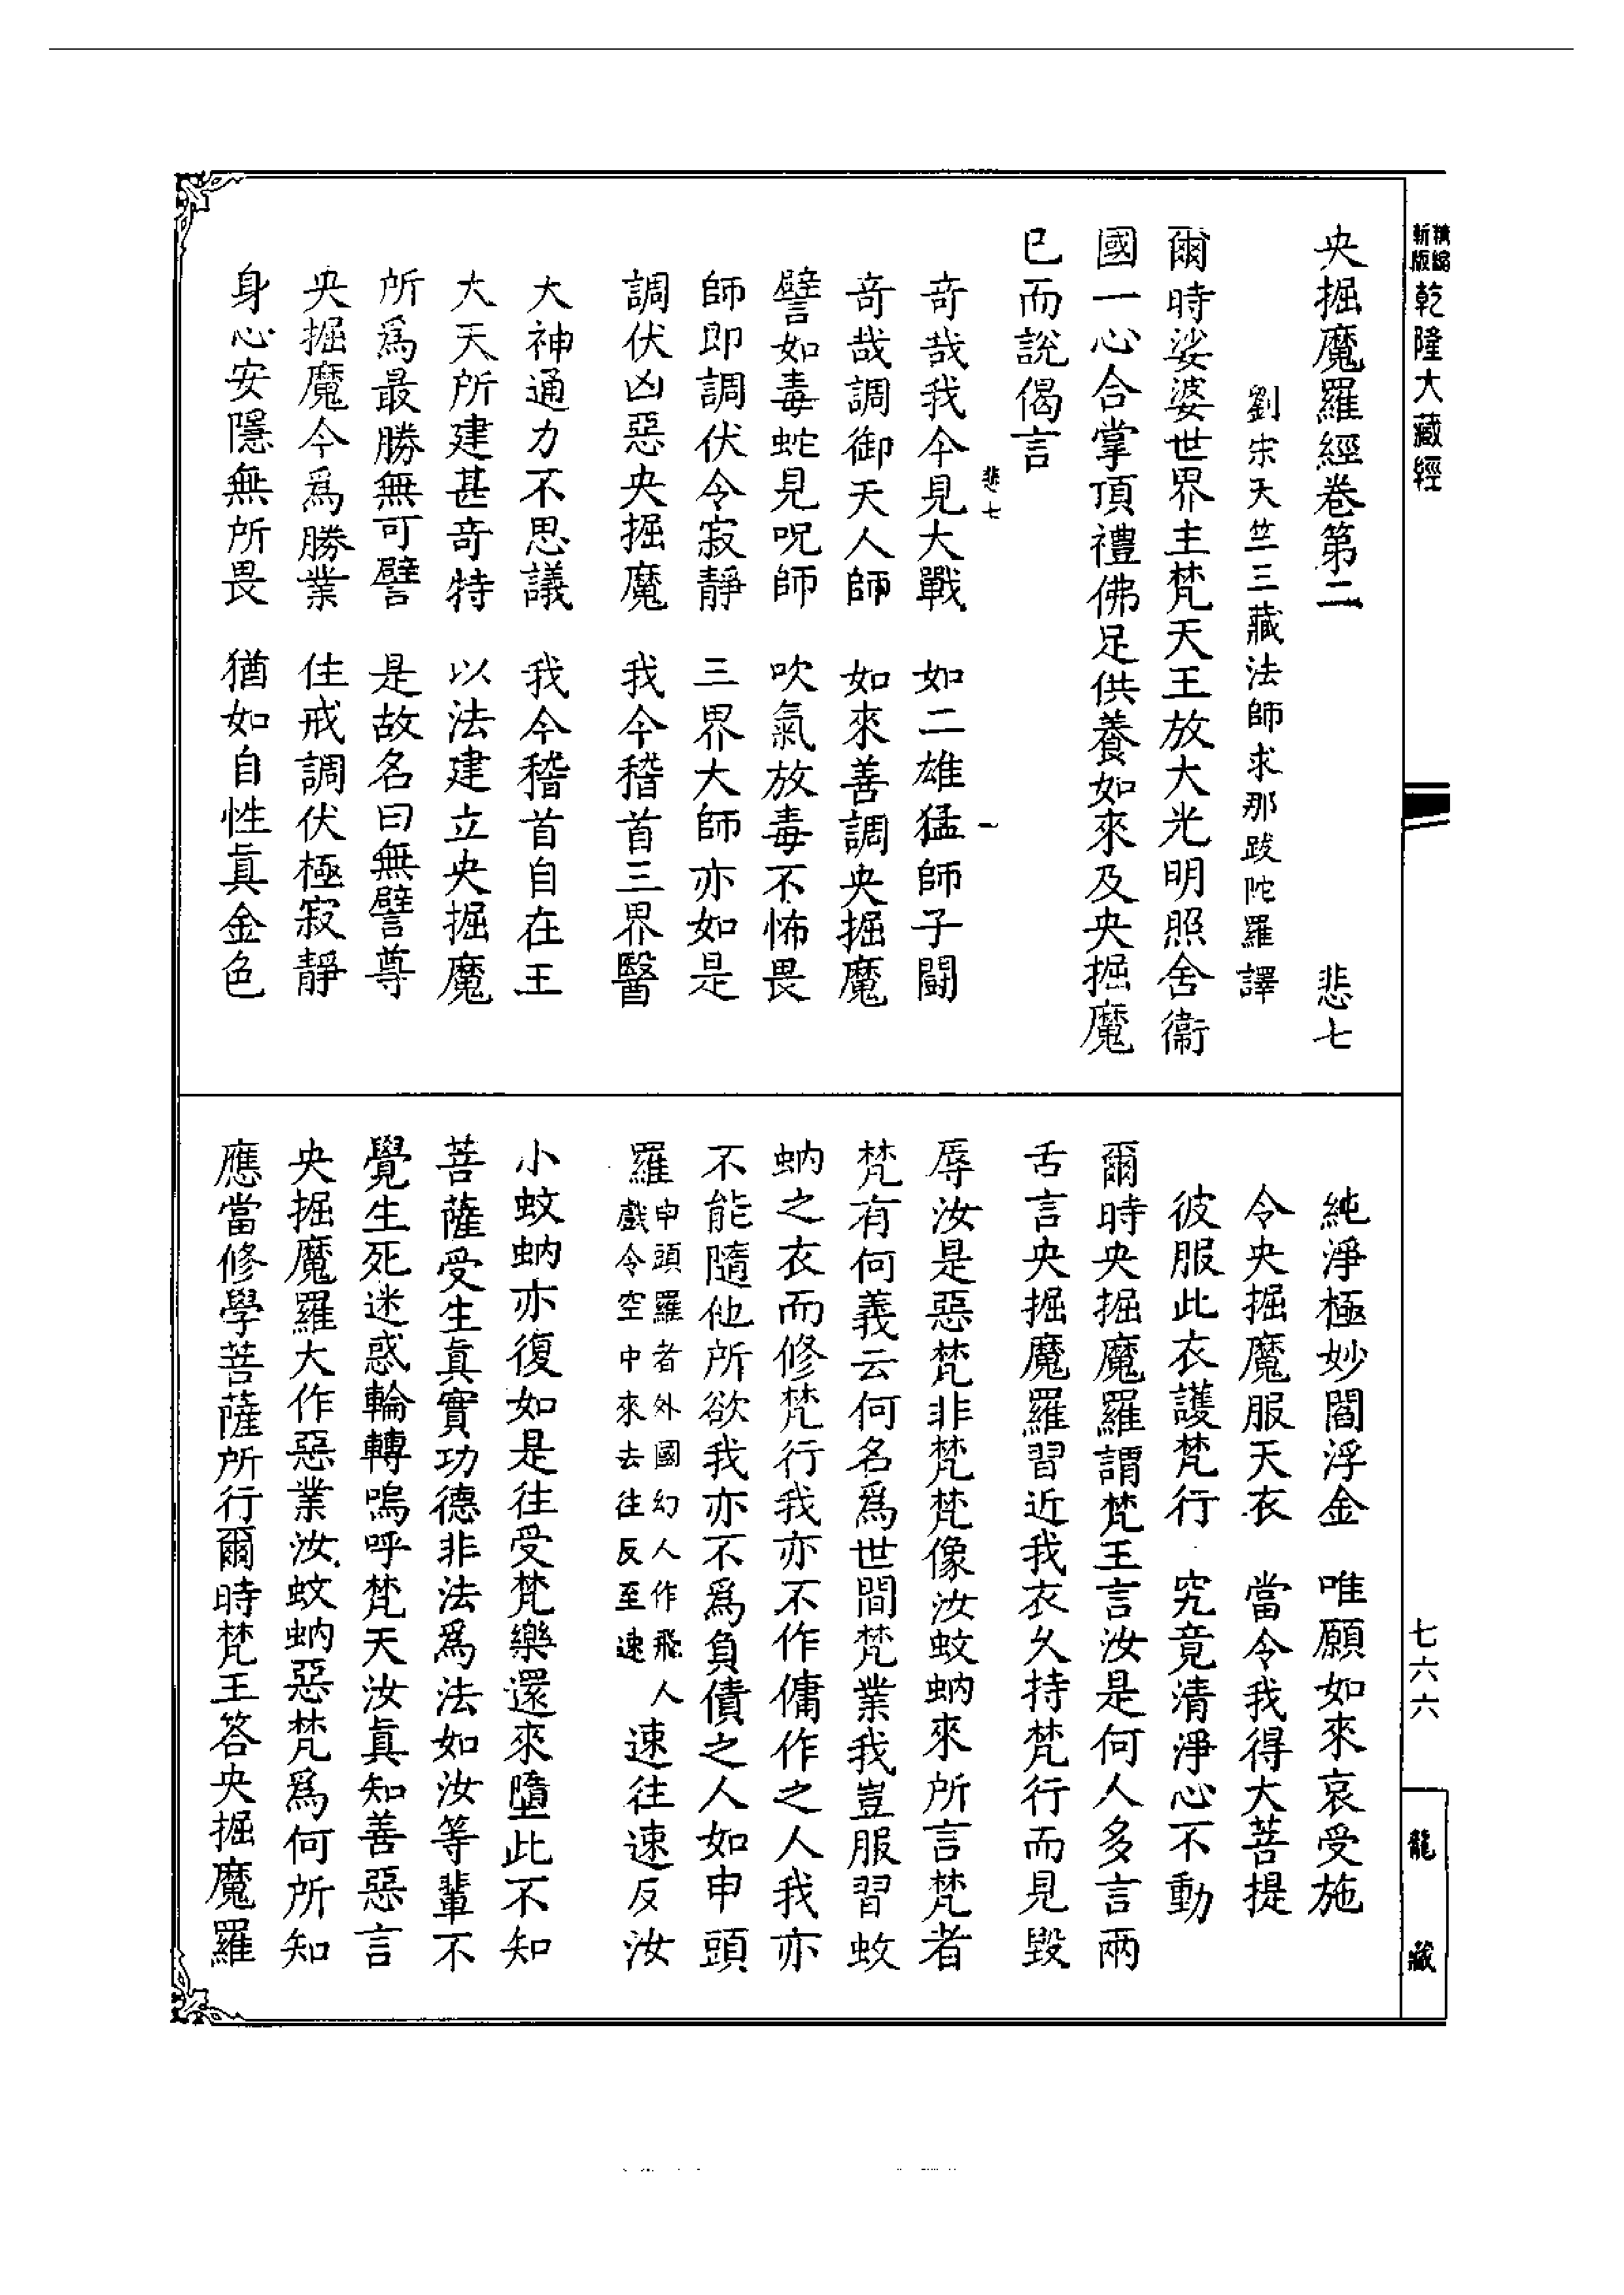 精縮新版乾隆大藏經
央掘魔羅經卷第二　悲七
劉宋天竺三藏法師求那跋陀羅譯
爾時娑婆世界主梵天王放大光明照舍衞
國一心合掌頂禮佛足供養如來及央掘魔
已而說偈言
悲七　一
奇哉我今見大戰　如二雄猛師子鬬
奇哉調御天人師　如來善調央掘魔
譬如毒蛇見呪師　吹氣放毒不怖畏
師即調伏令寂靜　三界大師亦如是
調伏凶惡央掘魔　我今稽首三界醫
大神通力不思議　我今稽首自在王
大天所建甚奇特　以法建立央掘魔
所爲最勝無可譬　是故名曰無譬尊
央掘魔今爲勝業　住戒調伏極寂靜
身心安隱無所畏　猶如自性眞金色
純淨極妙閻浮金　唯願如來哀受施
令央掘魔服天衣　當令我得大菩提
彼服此衣護梵行　究竟清淨心不動
爾時央掘魔羅謂梵王言汝是何人多言兩
舌言央掘魔羅習近我衣久持梵行而見毀
辱汝是惡梵非梵梵像汝蚊蚋來所言梵者
梵有何義云何名爲世間梵業我豈服習蚊
蚋之衣而修梵行我亦不作傭作之人我亦
不能隨他所欲我亦不爲負債之人如申頭
羅申頭羅者外國幻人作飛人戲令空中來去往反至速速往速反汝
小蚊蚋亦復如是往受梵樂還來墮此不知
菩薩受生眞實功德非法爲法如汝等輩不
覺生死迷惑輪轉嗚呼梵天汝眞知善惡言
央掘魔羅大作惡業汝蚊蚋惡梵爲何所知
應當修學菩薩所行爾時梵王答央掘魔羅
七六六
龍藏